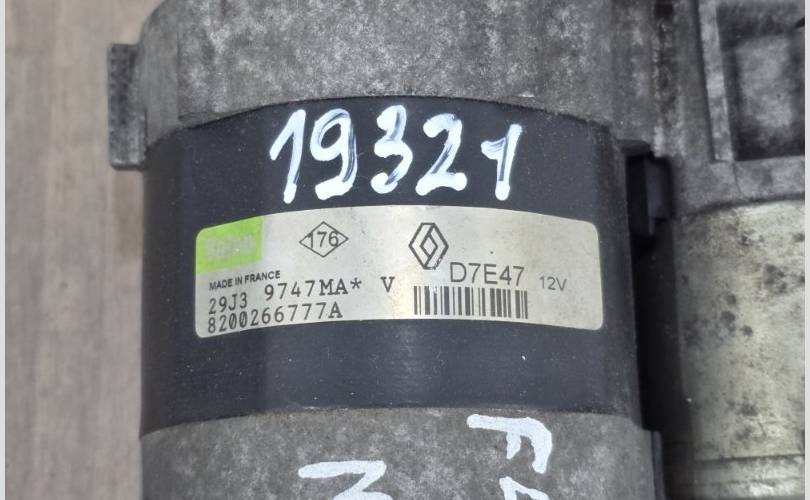 19321
176
D7E47 12V
MADE IN FRANCE
29J3 9747MA* V
8200266777A